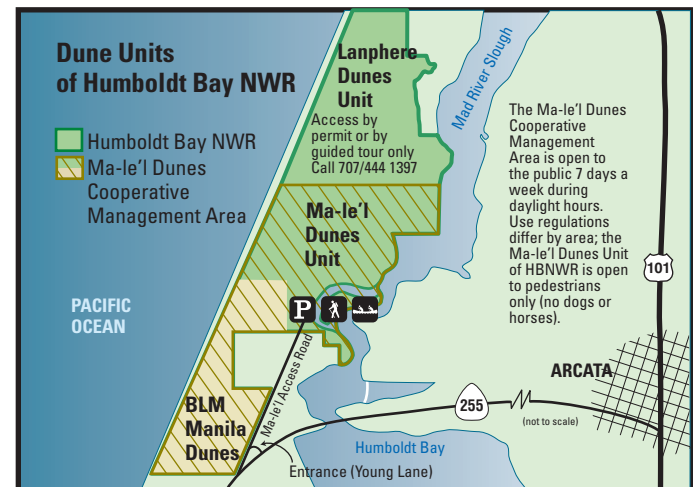 Dune Units
of Humboldt Bay NWR
Humboldt Bay NWR
Ma-le'l Dunes
Cooperative
Management Area
Lanphere
Dunes
Unit
Access by
permit or by
guided tour only
Call 707/444 1397
Mad River Slough
The Ma-le'l Dunes
Cooperative
Management
Area is open to
the public 7 days a
week during
daylight hours.
Use regulations
differ by area; the
Ma-le'l Dunes Unit
of HBNWR is open
to pedestrians
only (no dogs or
horses).
Ma-le'l
Dunes
Unit
101
PACIFIC
OCEAN
P
Ma-le'l Access Road
ARCATA
BLM
Manila
Dunes
255
(not to scale)
Humboldt Bay
Entrance (Young Lane)